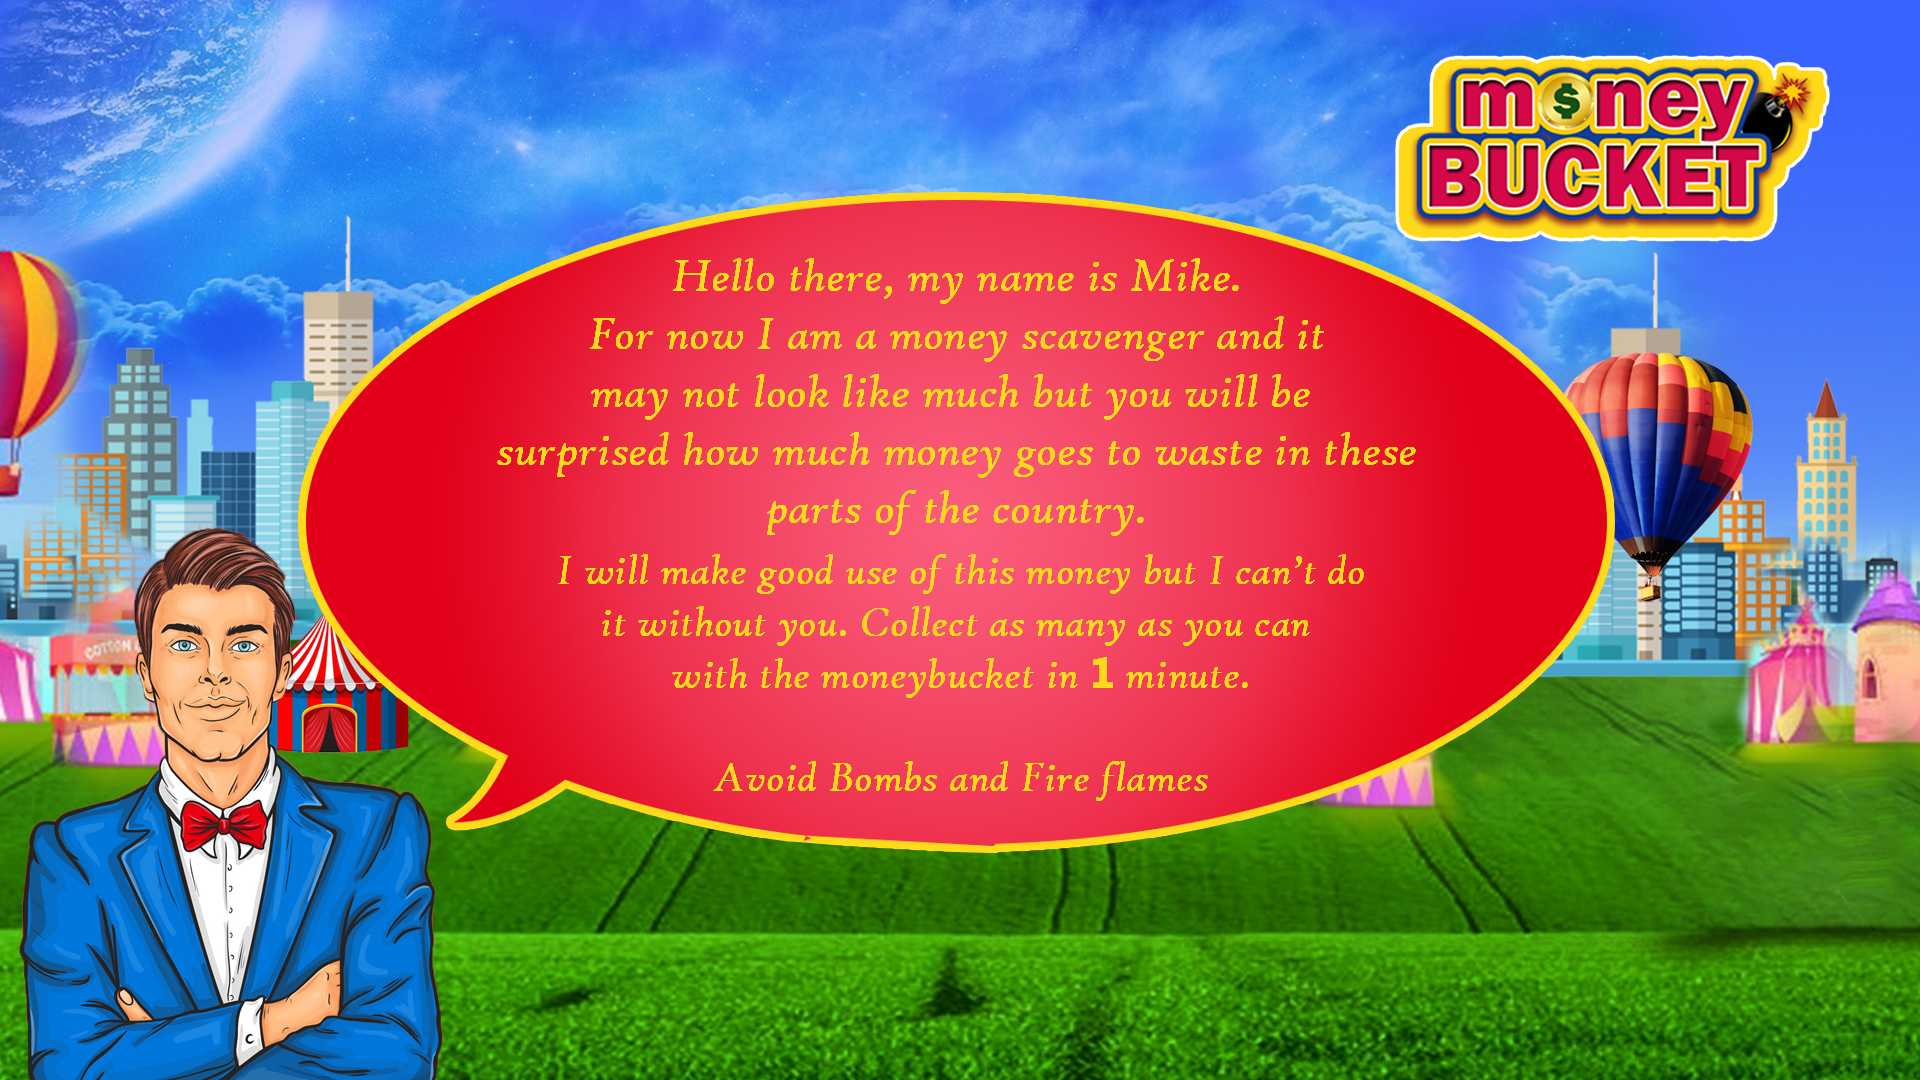 money
BUCKET
Hello there, my name is Mike.
For now I am a money scavenger and it
may not look like much but you will be
surprised how much money goes to waste in these
parts of the country.
I will make good use of this money but I can't do
it without you. Collect as many as you can
with the moneybucket in 1 minute.
Avoid Bombs and Fire flames
COTTON